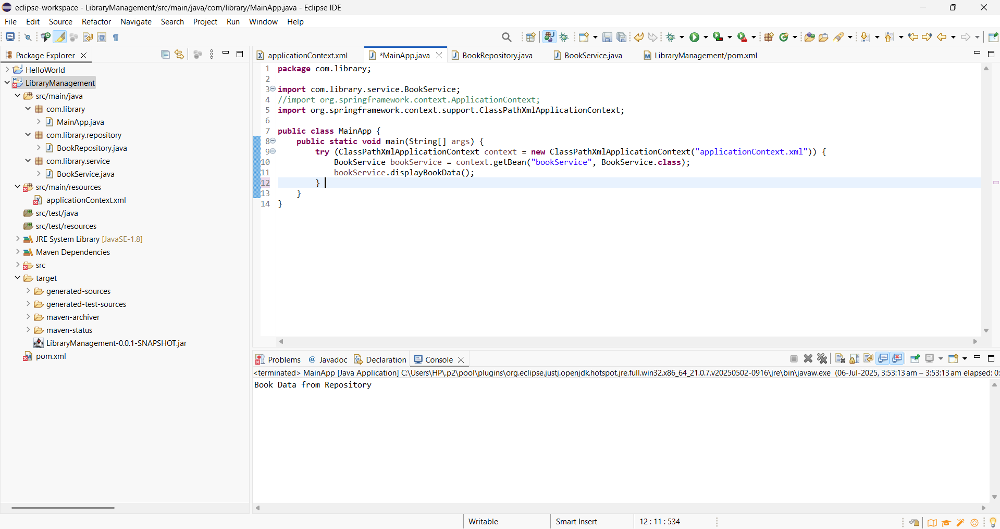 eclipse-workspace - LibraryManagement/src/main/java/com/library/MainApp.java - Eclipse IDE
File Edit Source Refactor Navigate Search Project Run Window Help
Package Explorer
HelloWorld
LibraryManagement
src/main/java
com.library
MainApp.java
com.library.repository
BookRepository.java
com.library.service
BookService.java
src/main/resources
applicationContext.xml
src/test/java
src/test/resources
JRE System Library [JavaSE-1.8]
Maven Dependencies
src
target
generated-sources
generated-test-sources
maven-archiver
maven-status
LibraryManagement-0.0.1-SNAPSHOT.jar
pom.xml
applicationContext.xml *MainApp.java BookRepository.java BookService.java LibraryManagement/pom.xml
1 package com.library;
2
3 import com.library.service.BookService;
4 //import org.springframework.context.ApplicationContext;
5 import org.springframework.context.support.ClassPathXmlApplicationContext;
6
7 public class MainApp {
8 public static void main(String[] args) {
9 try (ClassPathXmlApplicationContext context = new ClassPathXmlApplicationContext("applicationContext.xml")) {
10 BookService bookService = context.getBean("bookService", BookService.class);
11 bookService.displayBookData();
12 }
13 }
14 }
Problems @ Javadoc Declaration Console
<terminated> MainApp [Java Application] C:\Users\HP\.p2\pool\plugins\org.eclipse.justj.openjdk.hotspot.jre.full.win32.x86_64_21.0.7.v20250502-0916\jre\bin\javaw.exe (06-Jul-2025, 3:53:13 am – 3:53:13 am elapsed: 0:
Book Data from Repository
Writable Smart Insert 12 : 11 : 534